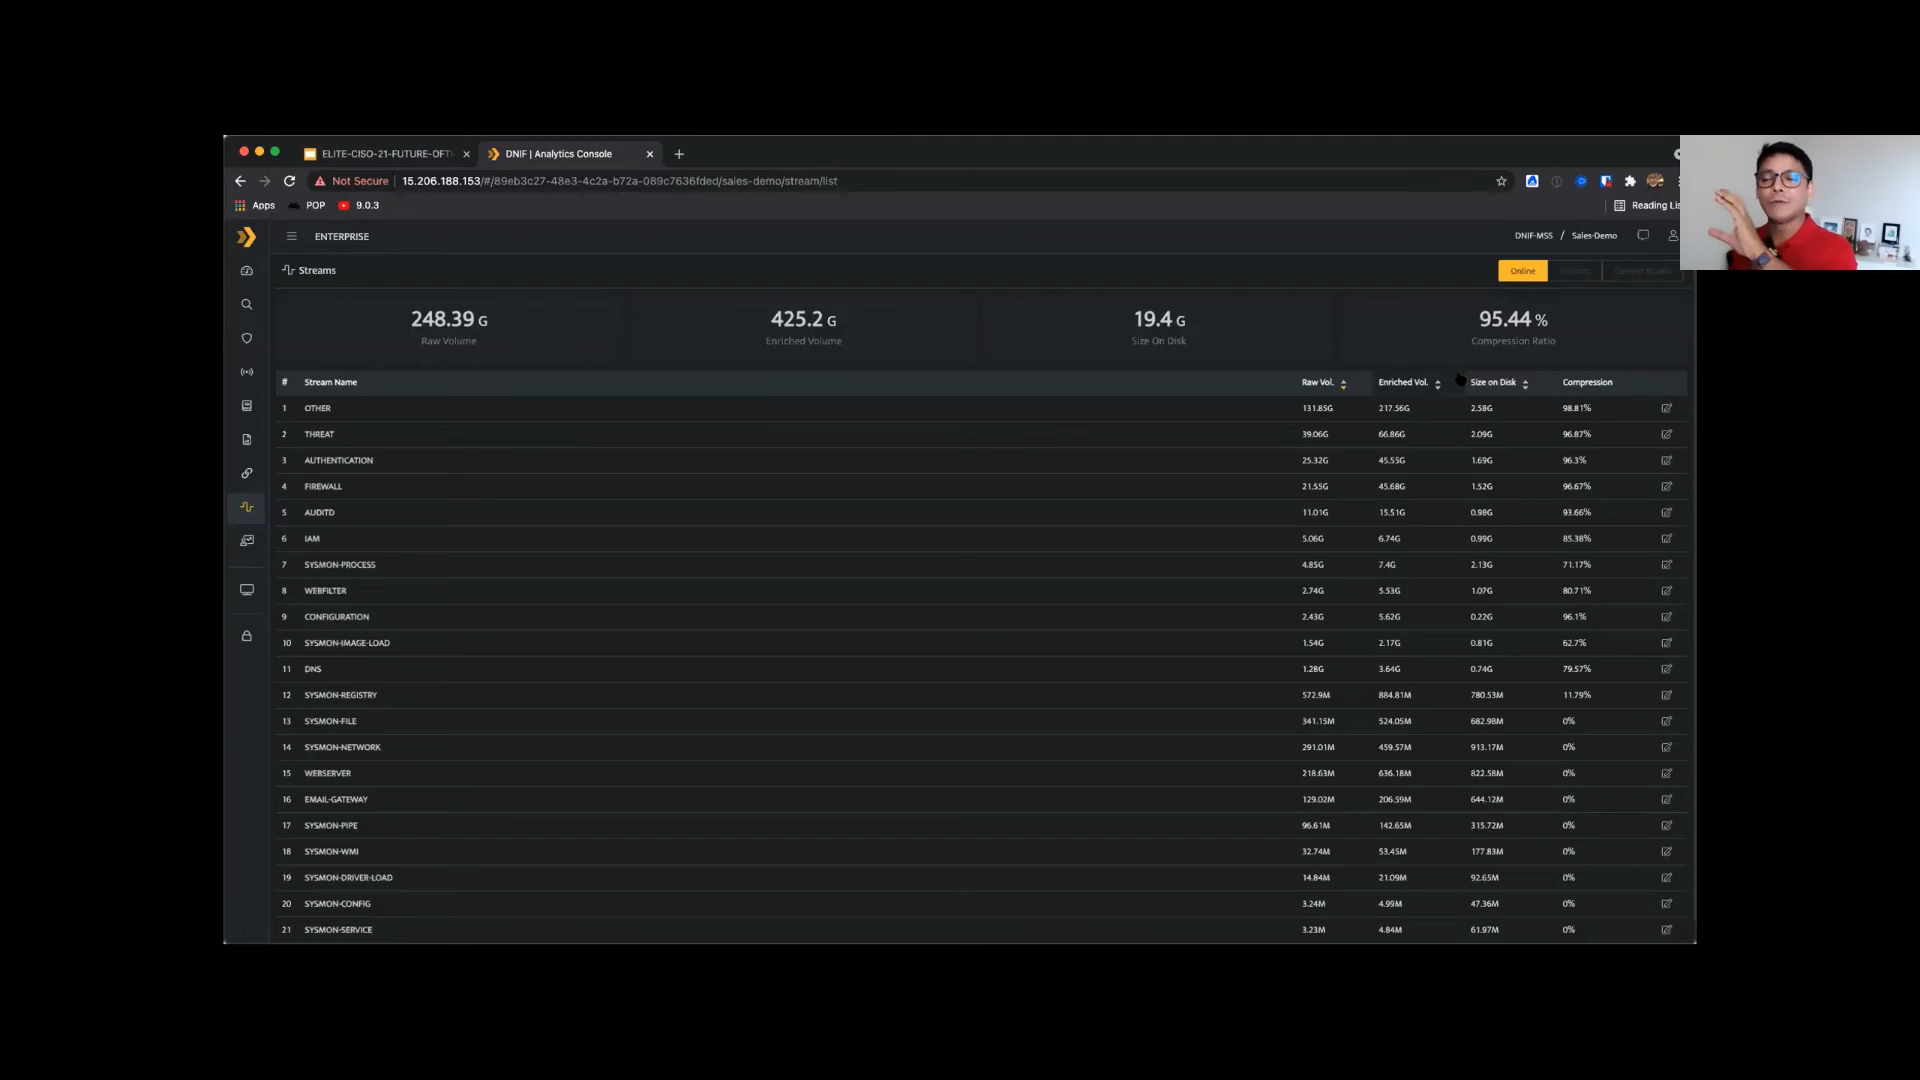 ELITE-CISO-21-FUTURE-OFTH
DNIF | Analytics Console
Not Secure 15.206.188.153/#/89eb3c27-48e3-4c2a-b72a-089c7636fded/sales-demo/stream/list
Apps POP 9.0.3 Reading Lis
ENTERPRISE DNIF-MSS / Sales-Demo
Streams Online
248.39 G 425.2 G 19.4 G 95.44 %
Raw Volume Enriched Volume Size On Disk Compression Ratio
# Stream Name Raw Vol. Enriched Vol. Size on Disk Compression
1 OTHER 131.85G 217.56G 2.58G 98.81%
2 THREAT 39.06G 66.86G 2.09G 96.87%
3 AUTHENTICATION 25.32G 45.55G 1.69G 96.3%
4 FIREWALL 21.55G 45.68G 1.52G 96.67%
5 AUDITD 11.01G 15.51G 0.98G 93.66%
6 IAM 5.06G 6.74G 0.99G 85.38%
7 SYSMON-PROCESS 4.85G 7.4G 2.13G 71.17%
8 WEBFILTER 2.74G 5.53G 1.07G 80.71%
9 CONFIGURATION 2.43G 5.62G 0.22G 96.1%
10 SYSMON-IMAGE-LOAD 1.54G 2.17G 0.81G 62.7%
11 DNS 1.28G 3.64G 0.74G 79.57%
12 SYSMON-REGISTRY 572.9M 884.81M 780.53M 11.79%
13 SYSMON-FILE 341.15M 524.05M 682.98M 0%
14 SYSMON-NETWORK 291.01M 459.57M 913.17M 0%
15 WEBSERVER 218.63M 636.18M 822.58M 0%
16 EMAIL-GATEWAY 129.02M 206.59M 644.12M 0%
17 SYSMON-PIPE 96.61M 142.65M 315.72M 0%
18 SYSMON-WMI 32.74M 53.45M 177.83M 0%
19 SYSMON-DRIVER-LOAD 14.84M 21.09M 92.65M 0%
20 SYSMON-CONFIG 3.24M 4.99M 47.36M 0%
21 SYSMON-SERVICE 3.23M 4.84M 61.97M 0%